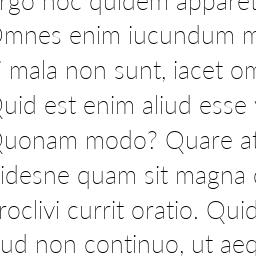 rgo hoc quidem apparet
Omnes enim iucundum m
mala non sunt, iacet om
Quid est enim aliud esse
Quonam modo? Quare at
idesne quam sit magna
roclivi currit oratio. Quid
ud non continuo, ut aeq